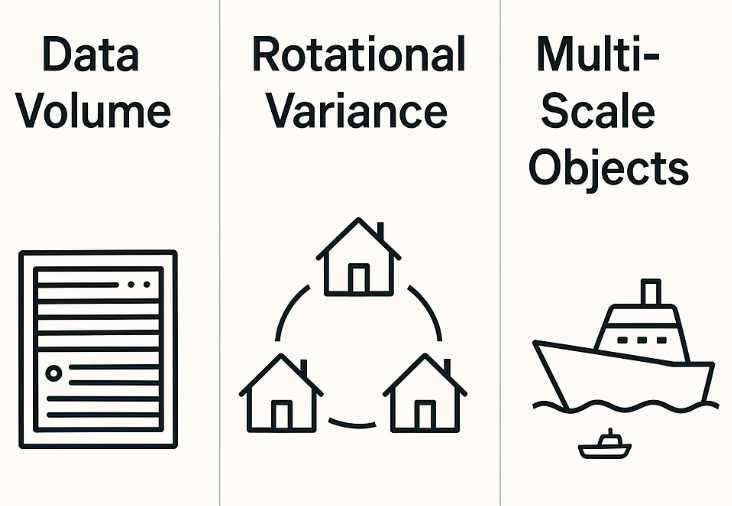 Data
Volume
Rotational
Variance
Multi-
Scale
Objects